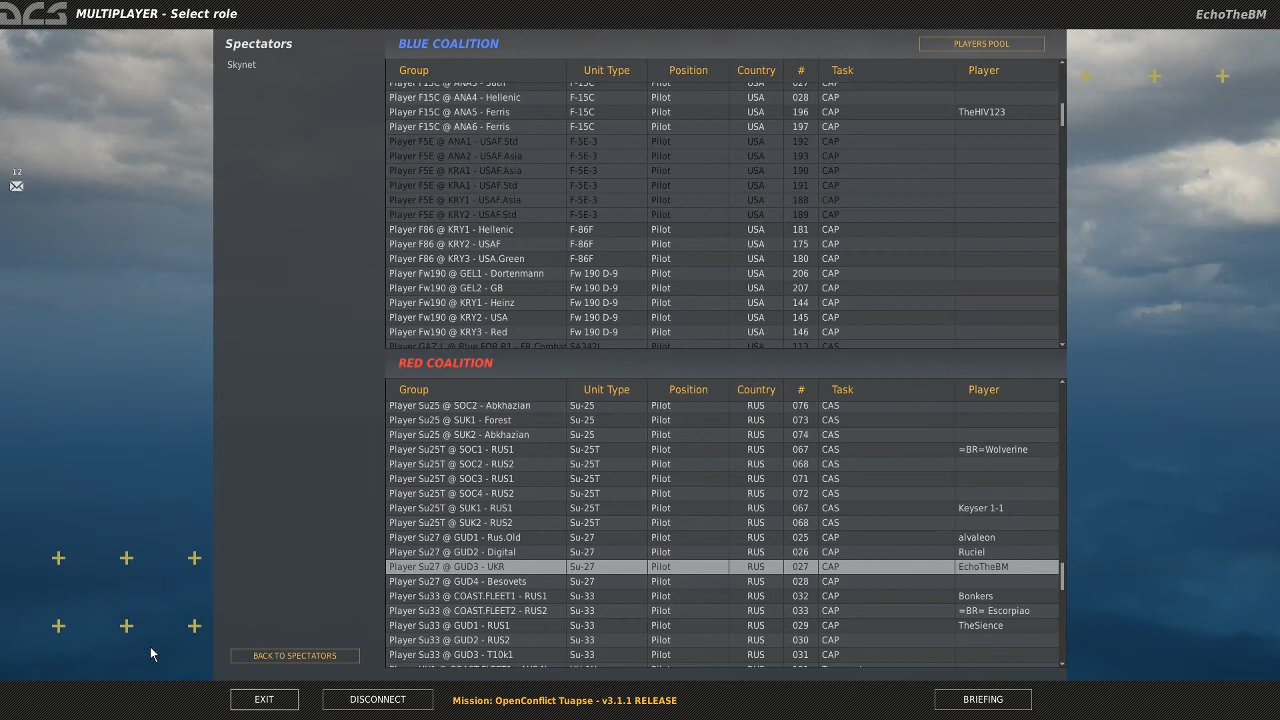 DCS MULTIPLAYER - Select role EchoTheBM
Spectators
Skynet
12
BLUE COALITION PLAYERS POOL
Group Unit Type Position Country # Task Player
F-15C Pilot USA 027 CAP
Player F15C @ ANA4 - Hellenic F-15C Pilot USA 028 CAP
Player F15C @ ANA5 - Ferris F-15C Pilot USA 196 CAP TheHIV123
Player F15C @ ANA6 - Ferris F-15C Pilot USA 197 CAP
Player F5E @ ANA1 - USAF.Std F-5E-3 Pilot USA 192 CAP
Player F5E @ ANA2 - USAF.Asia F-5E-3 Pilot USA 193 CAP
Player F5E @ KRA1 - USAF.Asia F-5E-3 Pilot USA 190 CAP
Player F5E @ KRA1 - USAF.Std F-5E-3 Pilot USA 191 CAP
Player F5E @ KRY1 - USAF.Asia F-5E-3 Pilot USA 188 CAP
Player F5E @ KRY2 - USAF.Std F-5E-3 Pilot USA 189 CAP
Player F86 @ KRY1 - Hellenic F-86F Pilot USA 181 CAP
Player F86 @ KRY2 - USAF F-86F Pilot USA 175 CAP
Player F86 @ KRY3 - USA.Green F-86F Pilot USA 180 CAP
Player Fw190 @ GEL1 - Dortenmann Fw 190 D-9 Pilot USA 206 CAP
Player Fw190 @ GEL2 - GB Fw 190 D-9 Pilot USA 207 CAP
Player Fw190 @ KRY1 - Heinz Fw 190 D-9 Pilot USA 144 CAP
Player Fw190 @ KRY2 - USA Fw 190 D-9 Pilot USA 145 CAP
Player Fw190 @ KRY3 - Red Fw 190 D-9 Pilot USA 146 CAP
Pilot USA 113 CAS
RED COALITION
Group Unit Type Position Country # Task Player
Player Su25 @ SOC2 - Abkhazian Su-25 Pilot RUS 076 CAS
Player Su25 @ SUK1 - Forest Su-25 Pilot RUS 073 CAS
Player Su25 @ SUK2 - Abkhazian Su-25 Pilot RUS 074 CAS
Player Su25T @ SOC1 - RUS1 Su-25T Pilot RUS 067 CAS =BR=Wolverine
Player Su25T @ SOC2 - RUS2 Su-25T Pilot RUS 068 CAS
Player Su25T @ SOC3 - RUS1 Su-25T Pilot RUS 071 CAS
Player Su25T @ SOC4 - RUS2 Su-25T Pilot RUS 072 CAS
Player Su25T @ SUK1 - RUS1 Su-25T Pilot RUS 067 CAS Keyser 1-1
Player Su25T @ SUK2 - RUS2 Su-25T Pilot RUS 068 CAS
Player Su27 @ GUD1 - Rus.Old Su-27 Pilot RUS 025 CAP alvaleon
Player Su27 @ GUD2 - Digital Su-27 Pilot RUS 026 CAP Ruciel
Player Su27 @ GUD3 - UKR Su-27 Pilot RUS 027 CAP EchoTheBM
Player Su27 @ GUD4 - Besovets Su-27 Pilot RUS 028 CAP
Player Su33 @ COAST.FLEET1 - RUS1 Su-33 Pilot RUS 032 CAP Bonkers
Player Su33 @ COAST.FLEET2 - RUS2 Su-33 Pilot RUS 033 CAP =BR= Escorpiao
Player Su33 @ GUD1 - RUS1 Su-33 Pilot RUS 029 CAP TheSience
Player Su33 @ GUD2 - RUS2 Su-33 Pilot RUS 030 CAP
Player Su33 @ GUD3 - T10k1 Su-33 Pilot RUS 031 CAP
BACK TO SPECTATORS
EXIT DISCONNECT Mission: OpenConflict Tuapse - v3.1.1 RELEASE BRIEFING